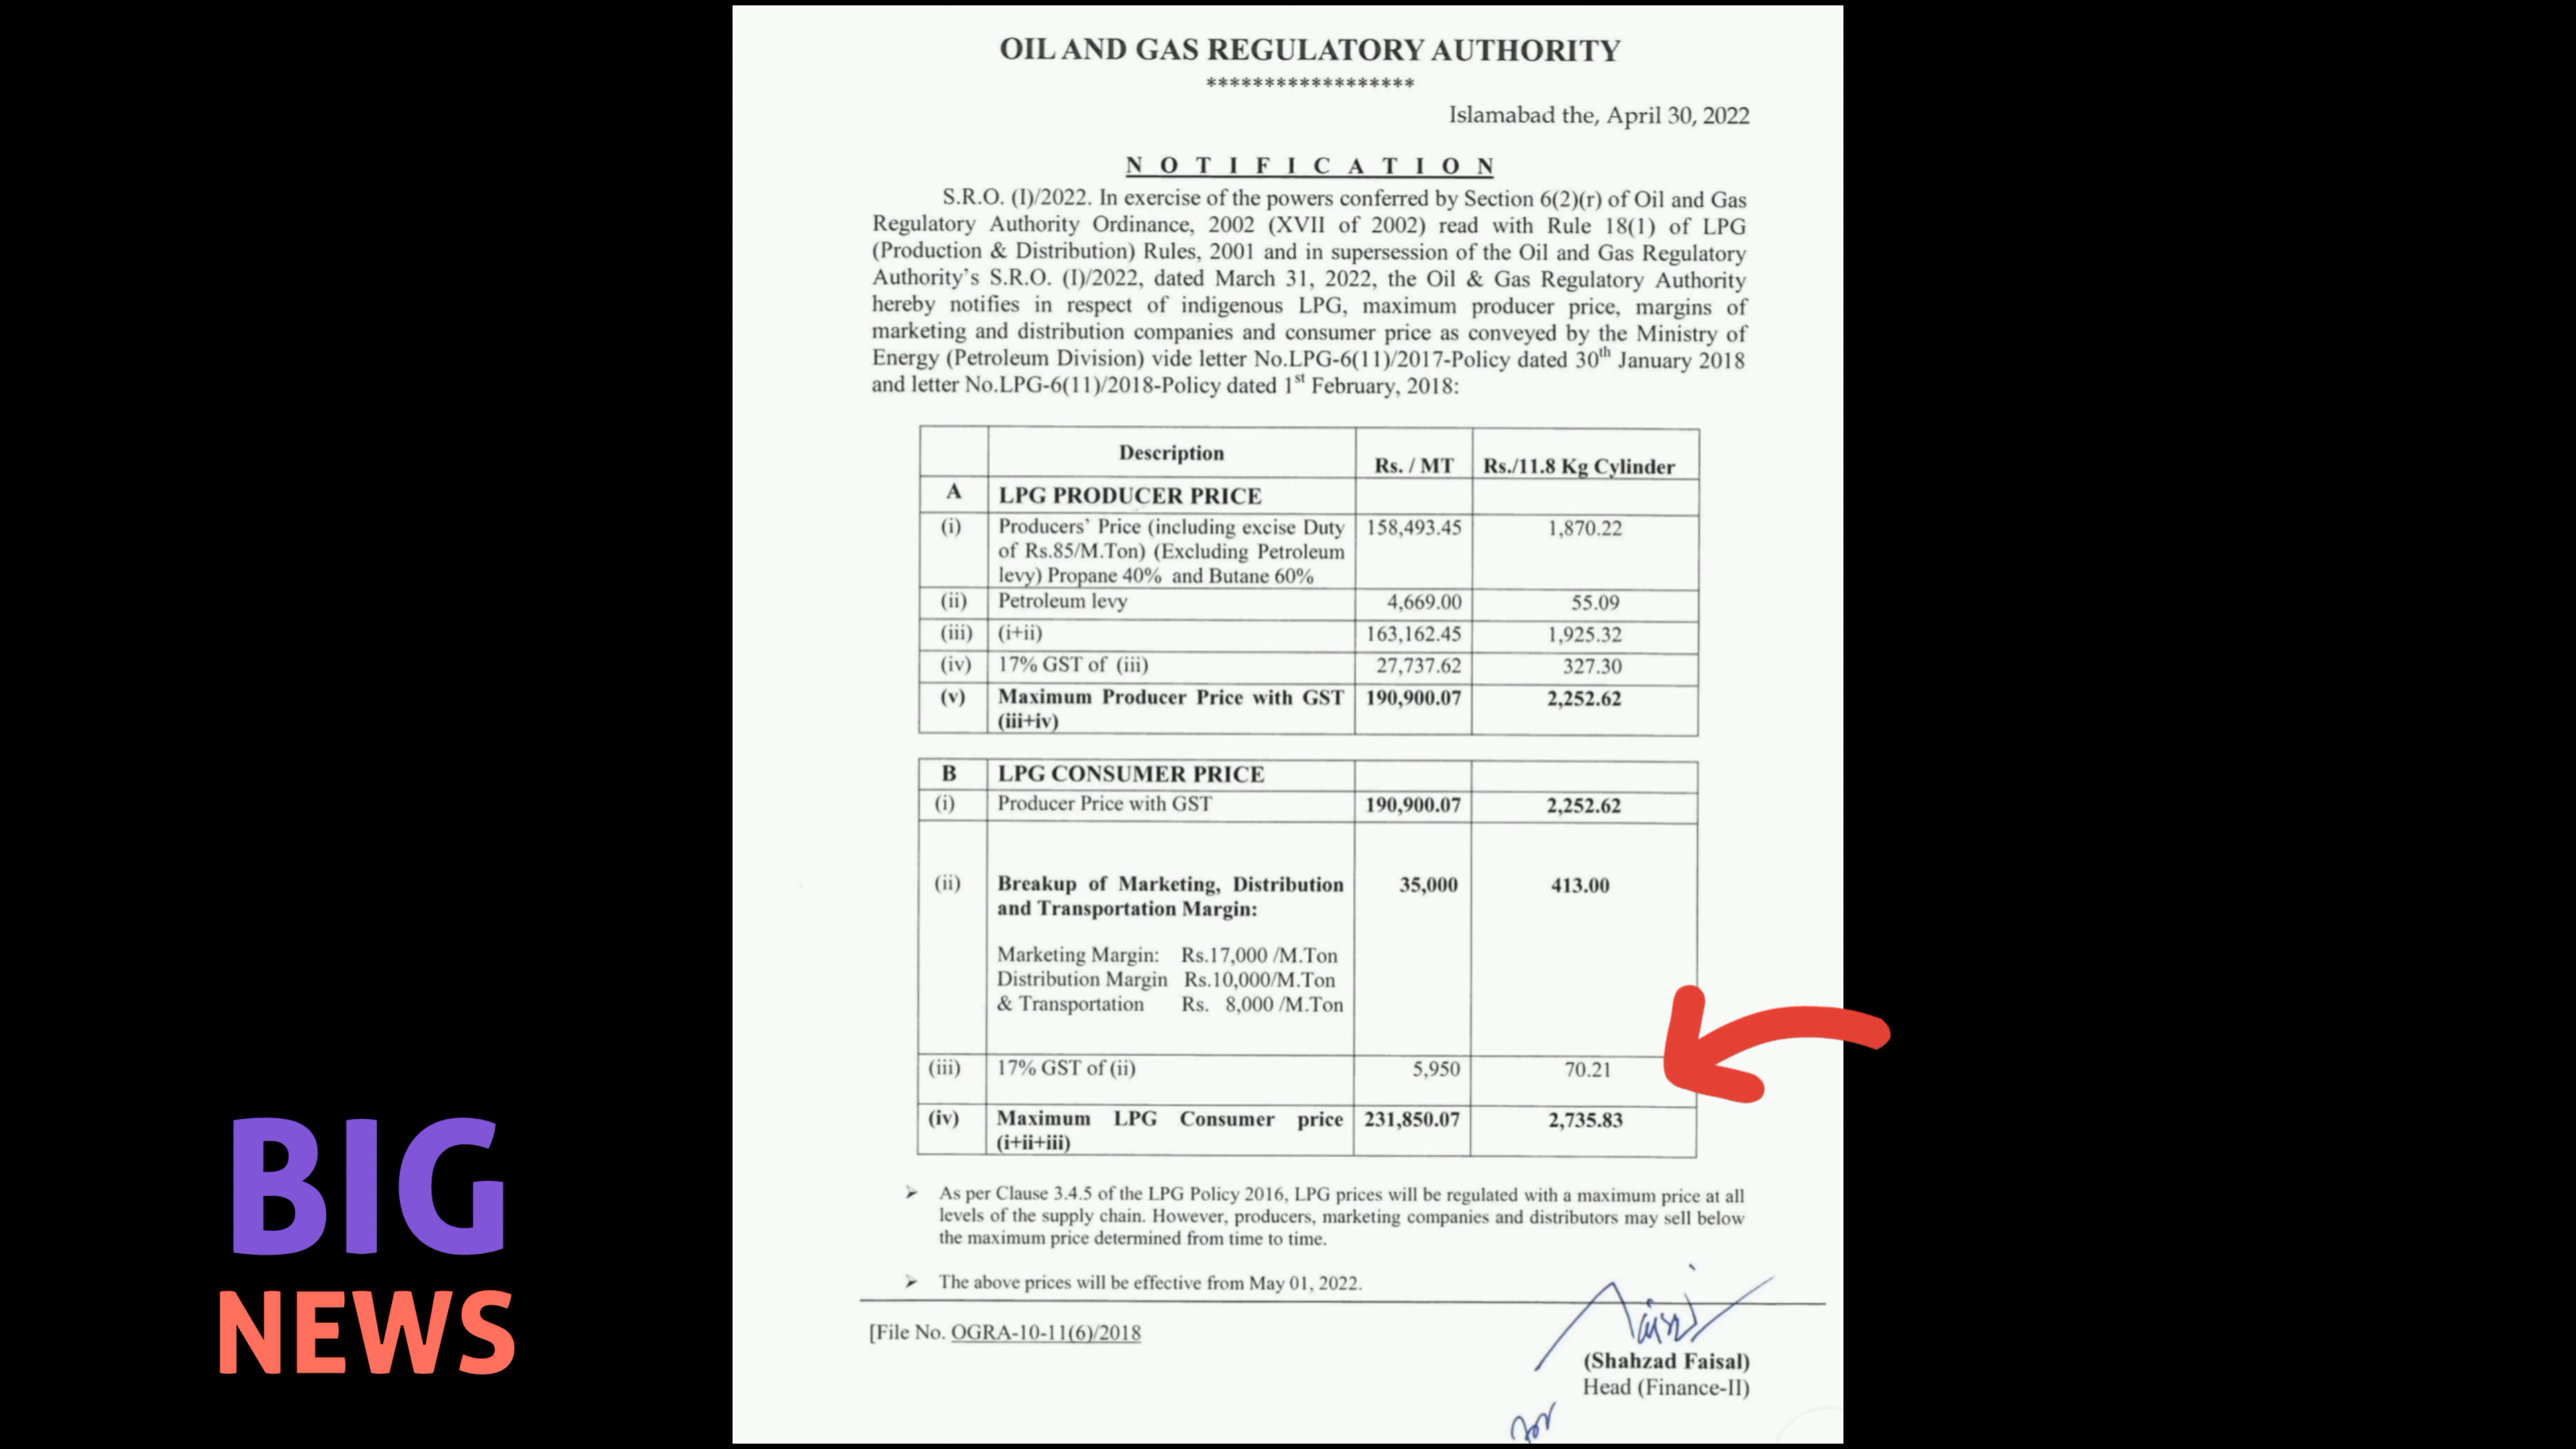 OIL AND GAS REGULATORY AUTHORITY
******************
Islamabad the, April 30, 2022
N O T I F I C A T I O N
S.R.O. (I)/2022. In exercise of the powers conferred by Section 6(2)(r) of Oil and Gas
Regulatory Authority Ordinance, 2002 (XVII of 2002) read with Rule 18(1) of LPG
(Production & Distribution) Rules, 2001 and in supersession of the Oil and Gas Regulatory
Authority's S.R.O. (I)/2022, dated March 31, 2022, the Oil & Gas Regulatory Authority
hereby notifies in respect of indigenous LPG, maximum producer price, margins of
marketing and distribution companies and consumer price as conveyed by the Ministry of
Energy (Petroleum Division) vide letter No.LPG-6(11)/2017-Policy dated 30th January 2018
and letter No.LPG-6(11)/2018-Policy dated 1st February, 2018:
Description Rs. / MT Rs./11.8 Kg Cylinder
A LPG PRODUCER PRICE
(i) Producers' Price (including excise Duty 158,493.45 1,870.22
of Rs.85/M.Ton) (Excluding Petroleum
levy) Propane 40% and Butane 60%
(ii) Petroleum levy 4,669.00 55.09
(iii) (i+ii) 163,162.45 1,925.32
(iv) 17% GST of (iii) 27,737.62 327.30
(v) Maximum Producer Price with GST 190,900.07 2,252.62
(iii+iv)
B LPG CONSUMER PRICE
(i) Producer Price with GST 190,900.07 2,252.62
(ii) Breakup of Marketing, Distribution 35,000 413.00
and Transportation Margin:
Marketing Margin: Rs.17,000 /M.Ton
Distribution Margin Rs.10,000/M.Ton
& Transportation Rs. 8,000 /M.Ton
(iii) 17% GST of (ii) 5,950 70.21
(iv) Maximum LPG Consumer price 231,850.07 2,735.83
(i+ii+iii)
➢ As per Clause 3.4.5 of the LPG Policy 2016, LPG prices will be regulated with a maximum price at all
levels of the supply chain. However, producers, marketing companies and distributors may sell below
the maximum price determined from time to time.
➢ The above prices will be effective from May 01, 2022.
[File No. OGRA-10-11(6)/2018
(Shahzad Faisal)
Head (Finance-II)
BIG
NEWS